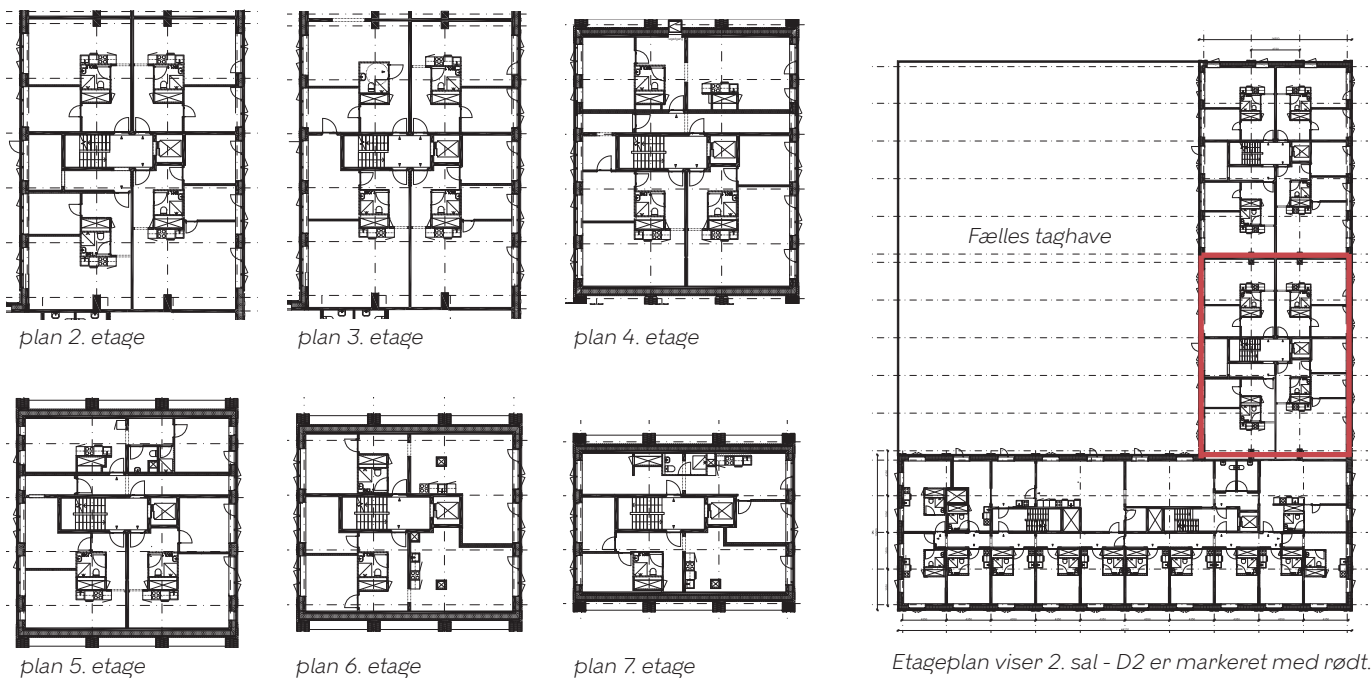 plan 2. etage
plan 3. etage
plan 4. etage
Fælles taghave
plan 5. etage
plan 6. etage
plan 7. etage
Etageplan viser 2. sal - D2 er markeret med rødt.